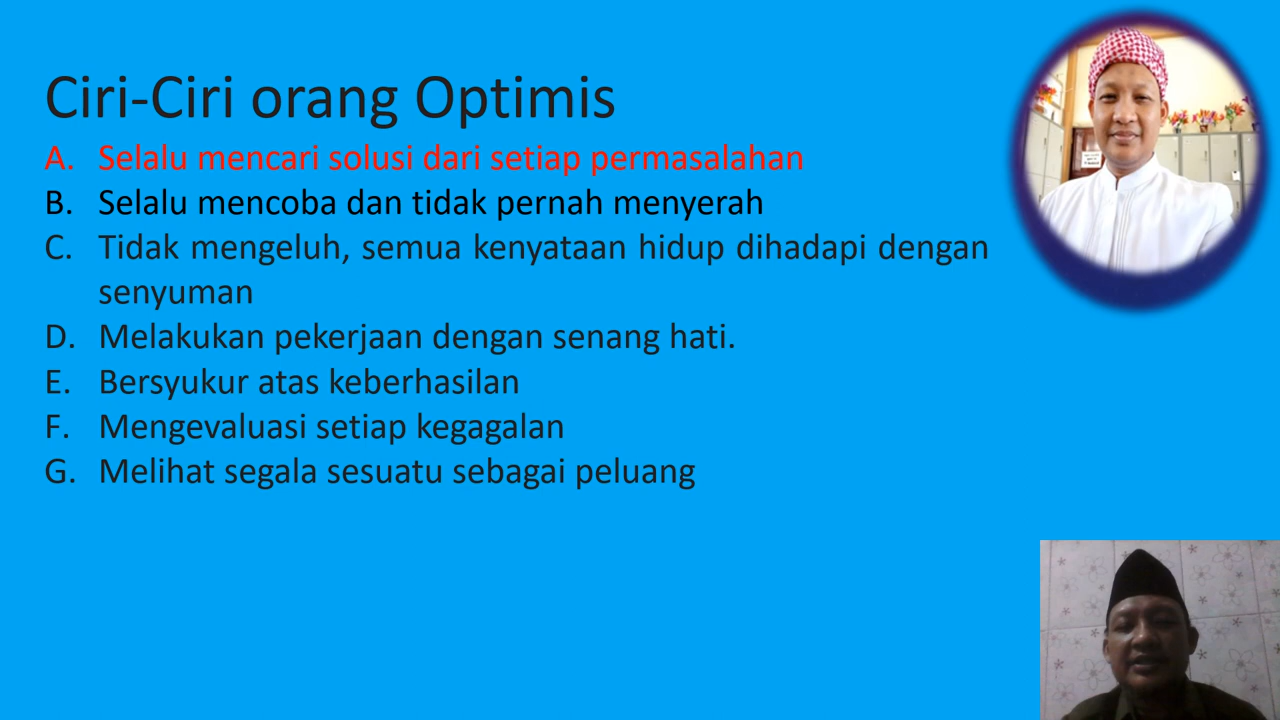 Ciri-Ciri orang Optimis
A. Selalu mencari solusi dari setiap permasalahan
B. Selalu mencoba dan tidak pernah menyerah
C. Tidak mengeluh, semua kenyataan hidup dihadapi dengan
senyuman
D. Melakukan pekerjaan dengan senang hati.
E. Bersyukur atas keberhasilan
F. Mengevaluasi setiap kegagalan
G. Melihat segala sesuatu sebagai peluang